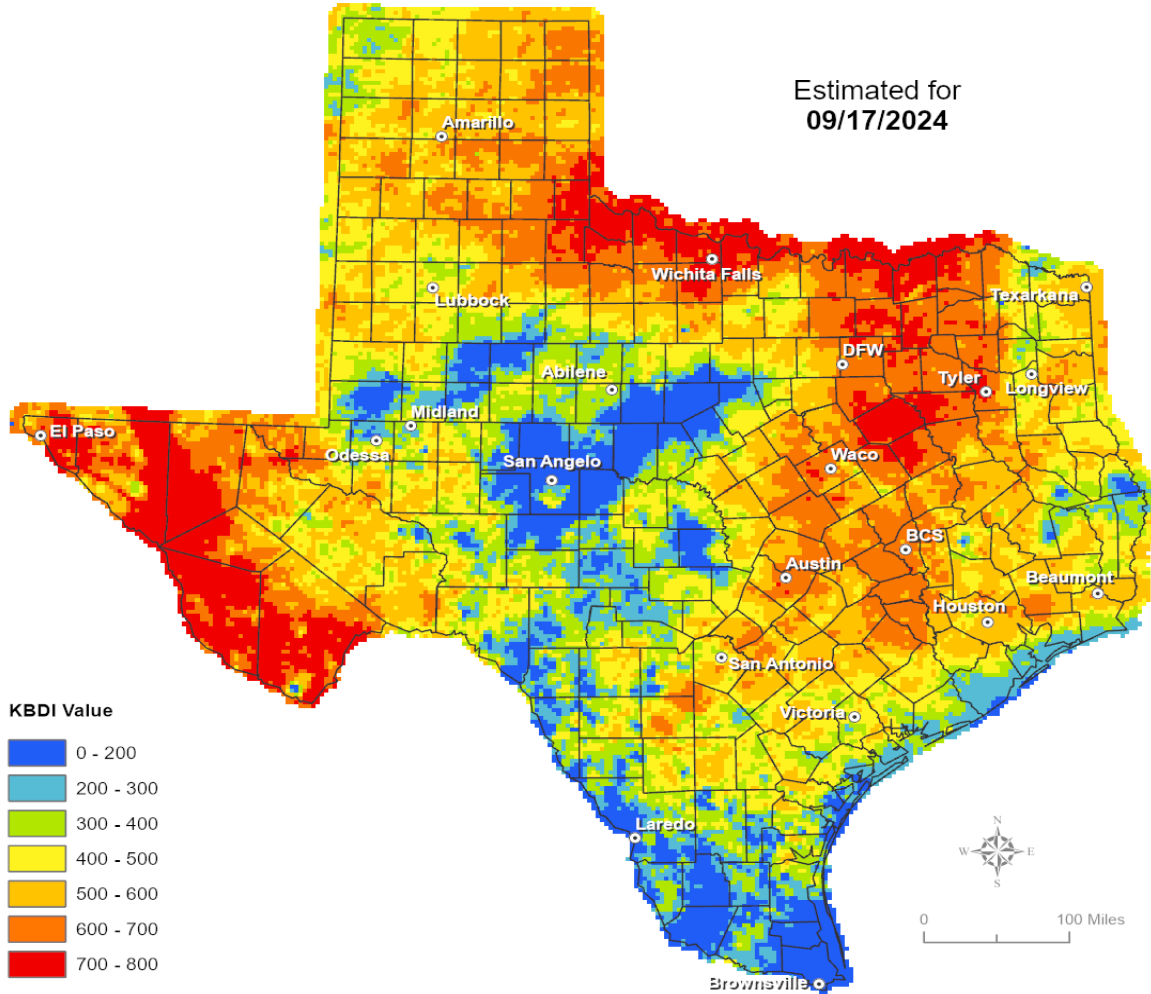 Estimated for
09/17/2024
Amarillo
Wichita Falls
Lubbock
Texarkana
DFW
Abilene
Tyler
Longview
Midland
El Paso
Odessa
San Angelo
Waco
BCS
Austin
Beaumont
Houston
San Antonio
Victoria
Laredo
Brownsville
KBDI Value
0 - 200
200 - 300
300 - 400
400 - 500
500 - 600
600 - 700
700 - 800
N
W E
S
0 100 Miles